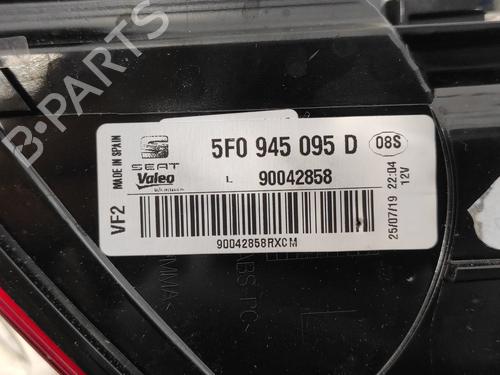 B-PARTS
MADE IN SPAIN
VF2
SEAT
Valeo
5F0 945 095 D
08S
L 90042858
90042858RXCM
25/07/19 22:04
12V
ABS-PC<